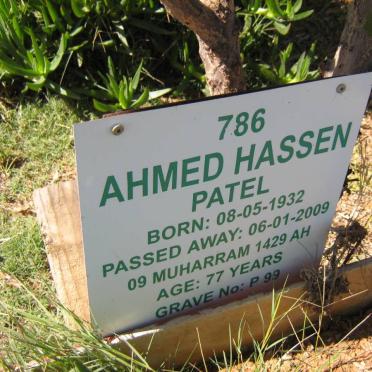 786
AHMED HASSEN
PATEL
BORN: 08-05-1932
PASSED AWAY: 06-01-2009
09 MUHARRAM 1429 AH
AGE: 77 YEARS
GRAVE No: P 99